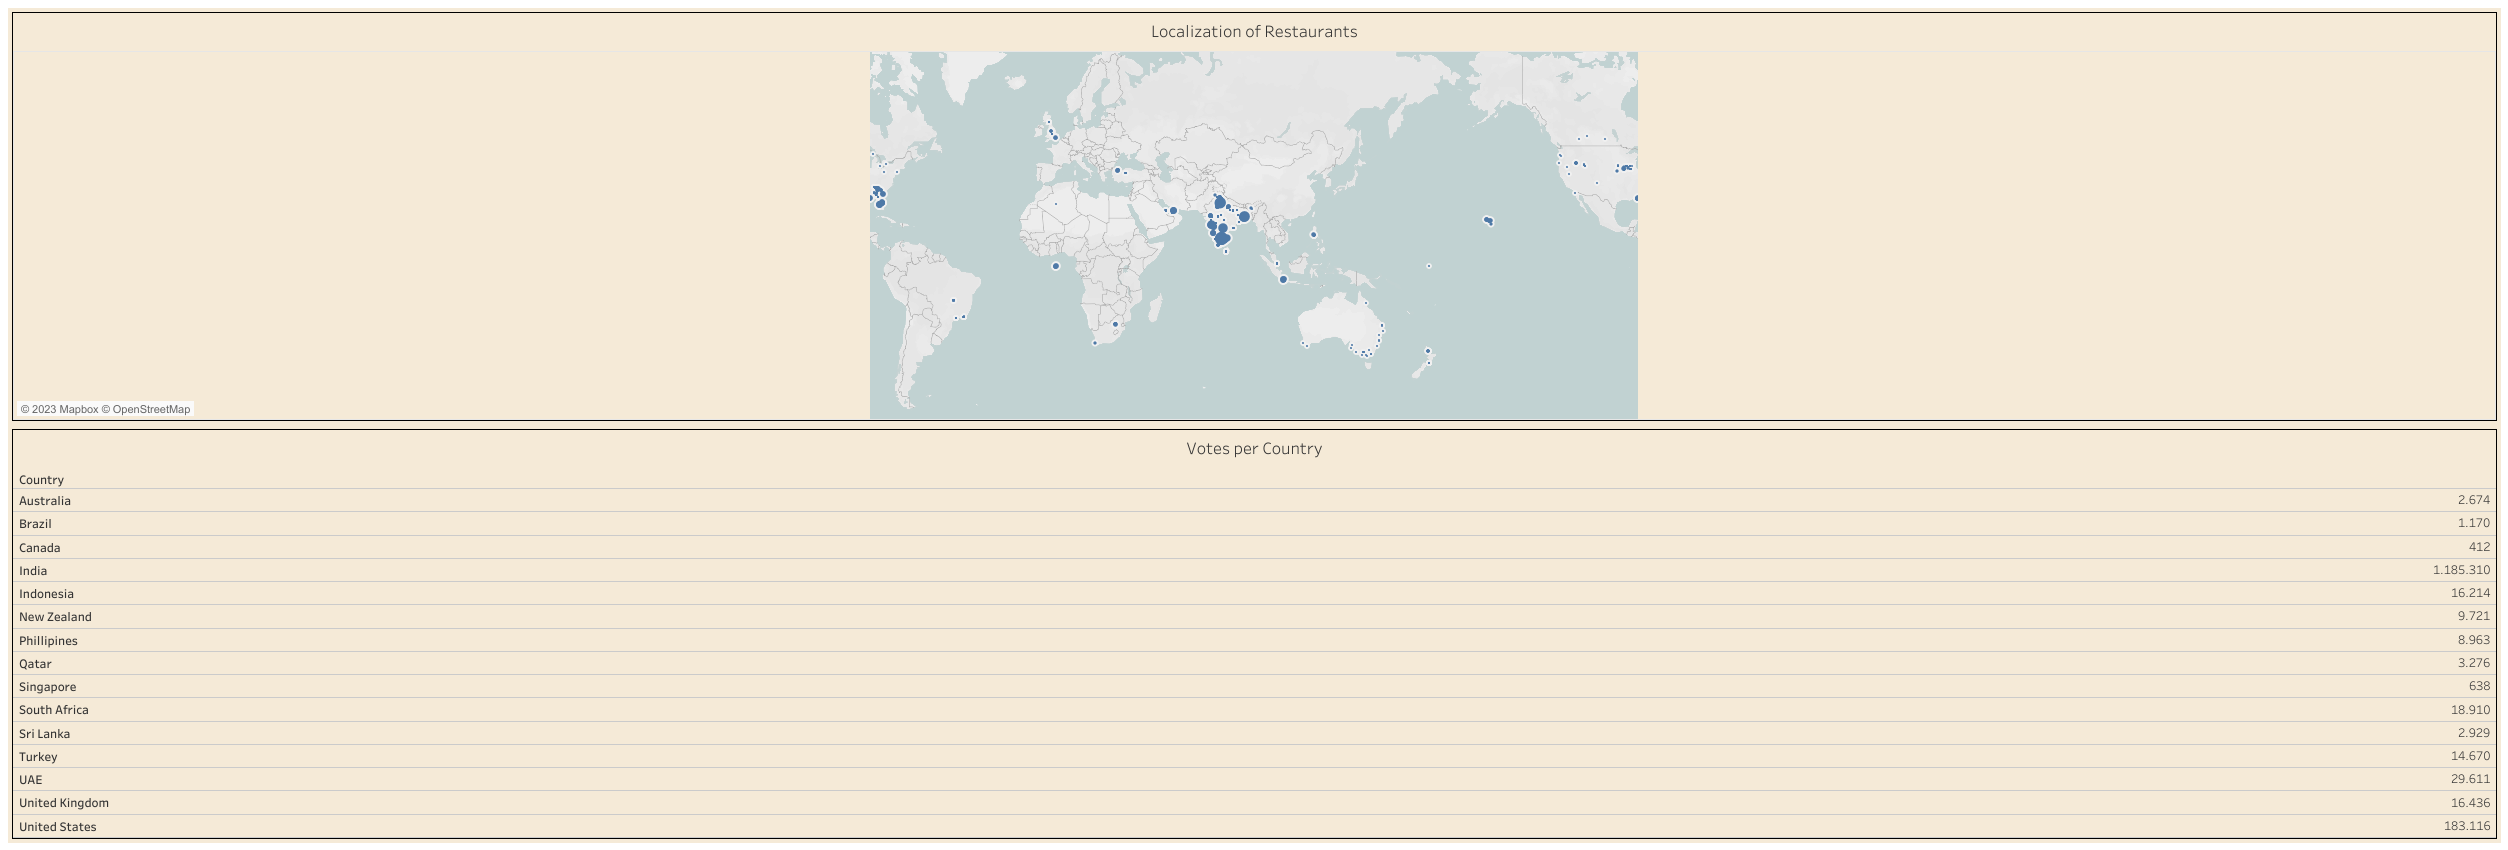 Localization of Restaurants
© 2023 Mapbox © OpenStreetMap
Votes per Country
Country
Australia 2.674
Brazil 1.170
Canada 412
India 1.185.310
Indonesia 16.214
New Zealand 9.721
Phillipines 8.963
Qatar 3.276
Singapore 638
South Africa 18.910
Sri Lanka 2.929
Turkey 14.670
UAE 29.611
United Kingdom 16.436
United States 183.116